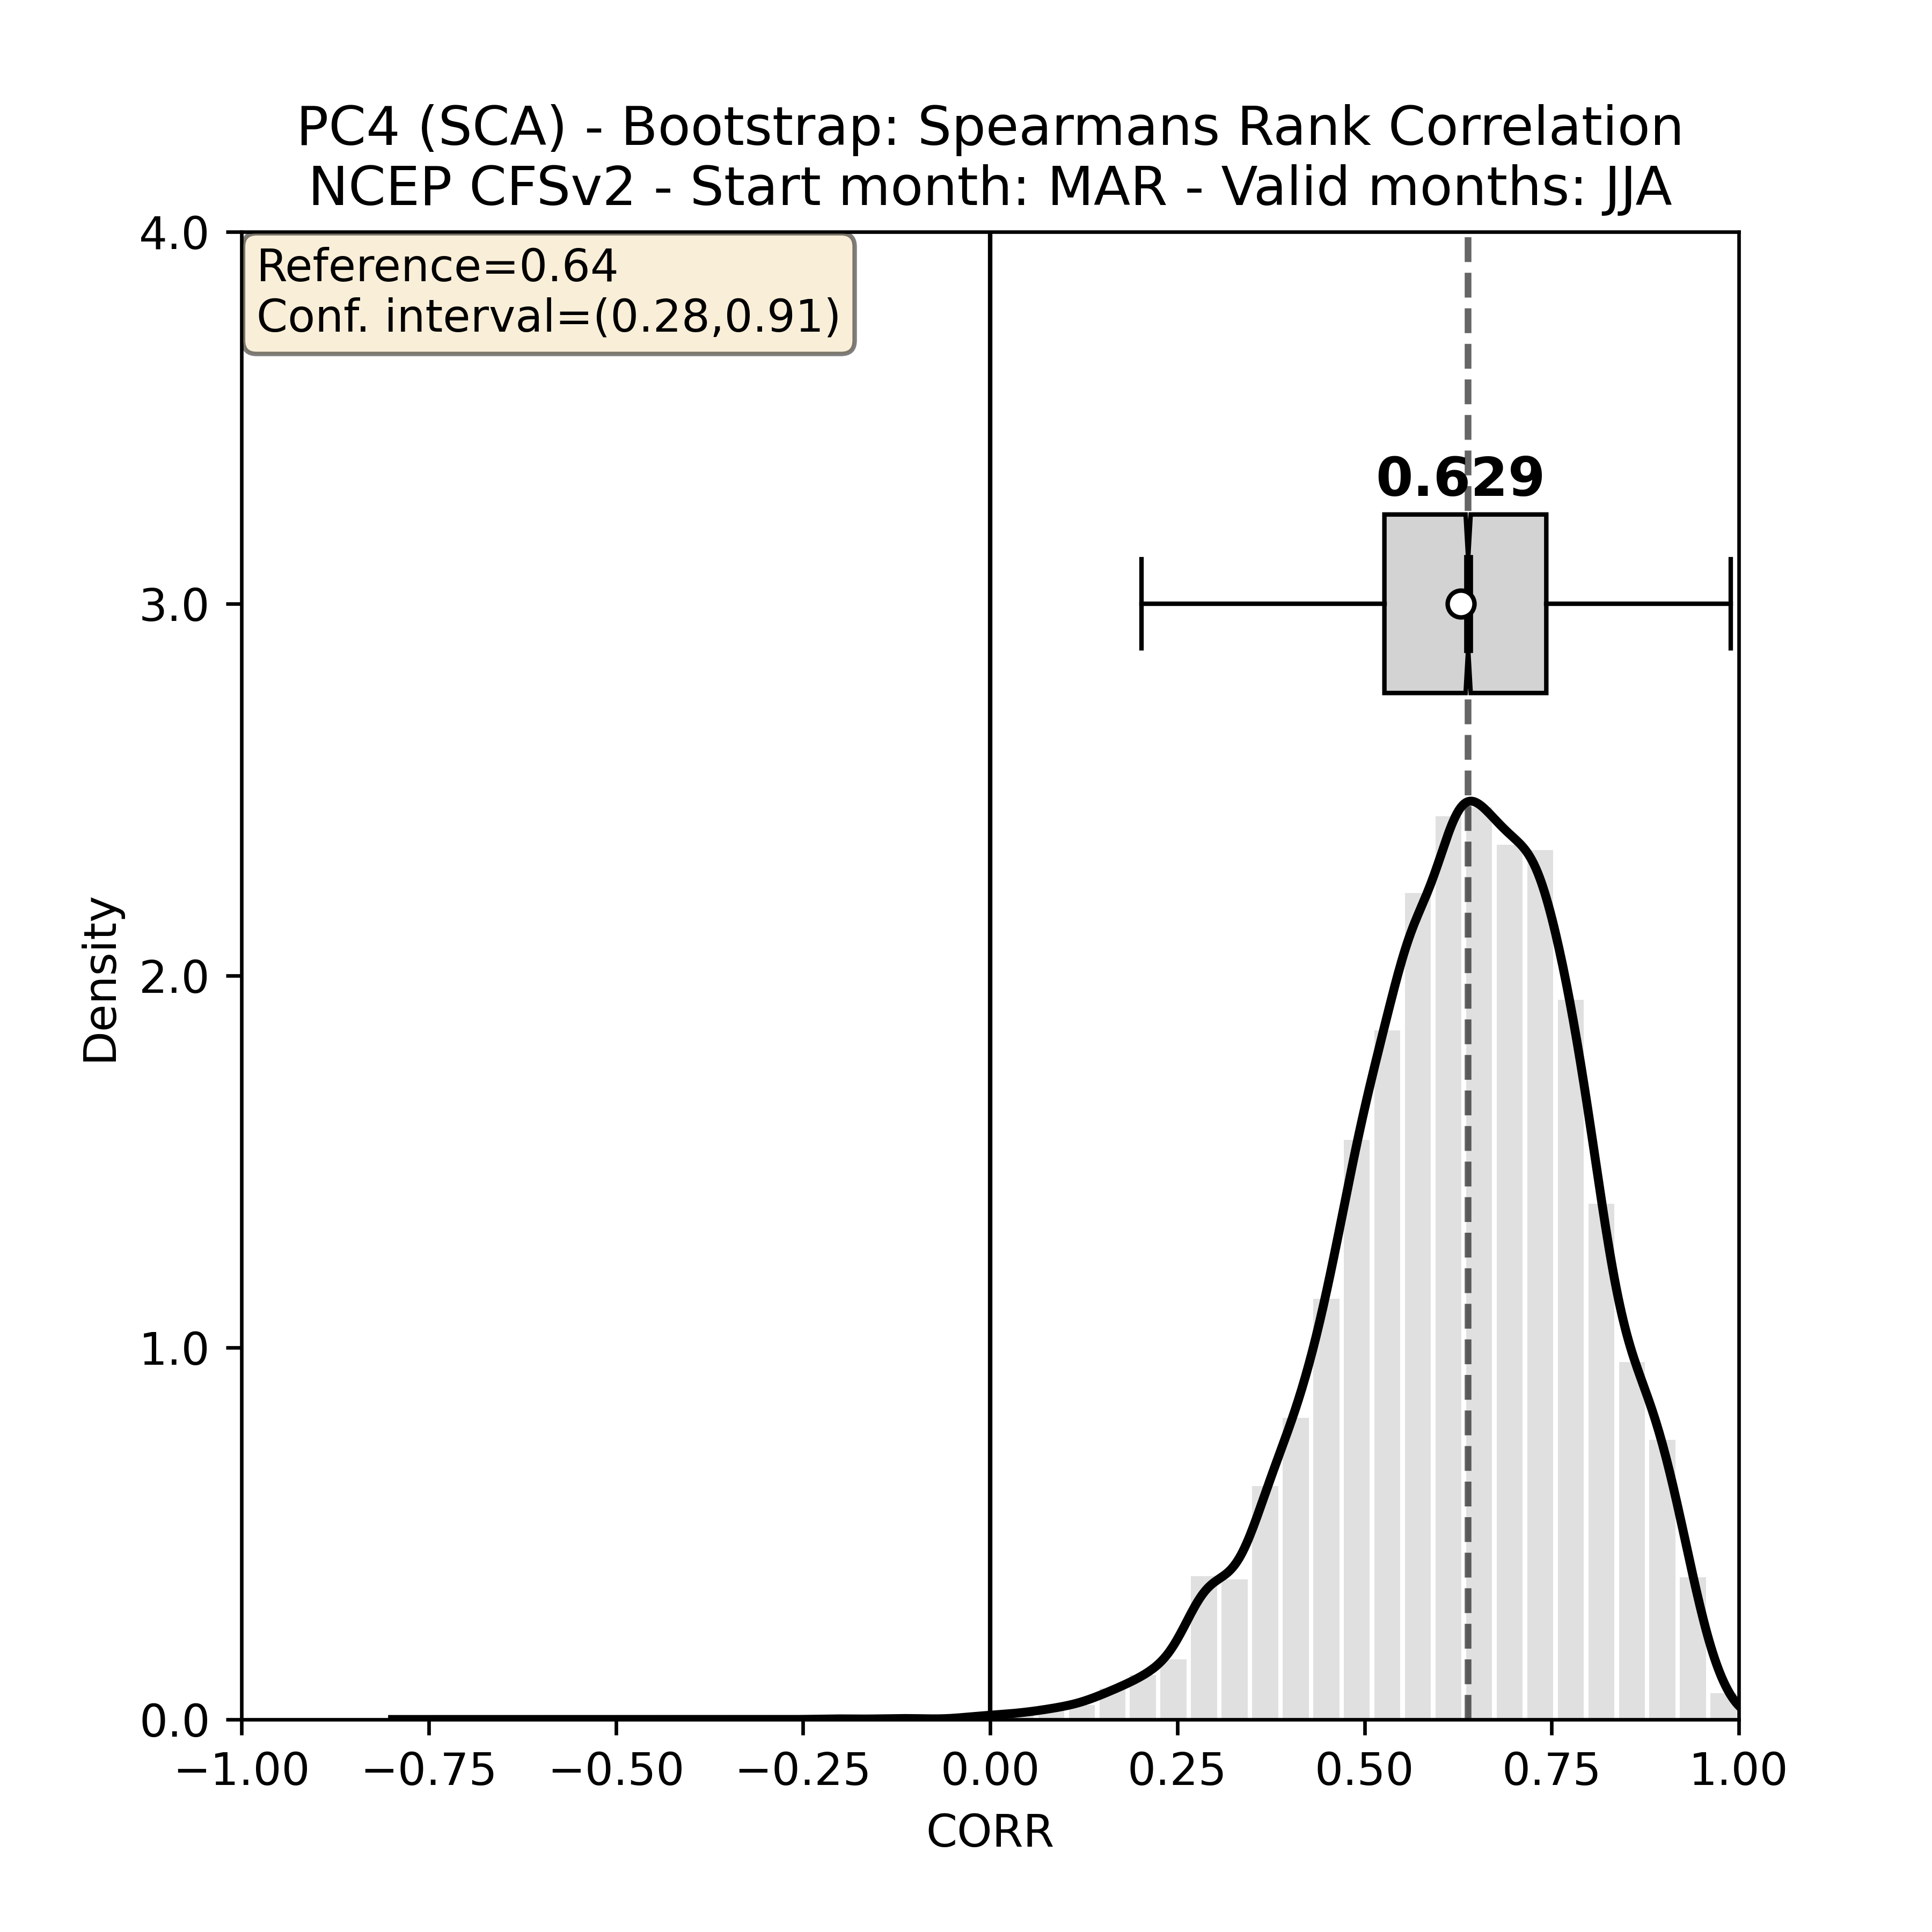 PC4 (SCA) - Bootstrap: Spearmans Rank Correlation
NCEP CFSv2 - Start month: MAR - Valid months: JJA
4.0
Reference=0.64
Conf. interval=(0.28,0.91)
0.629
3.0
Density
2.0
1.0
0.0
−1.00 −0.75 −0.50 −0.25 0.00 0.25 0.50 0.75 1.00
CORR